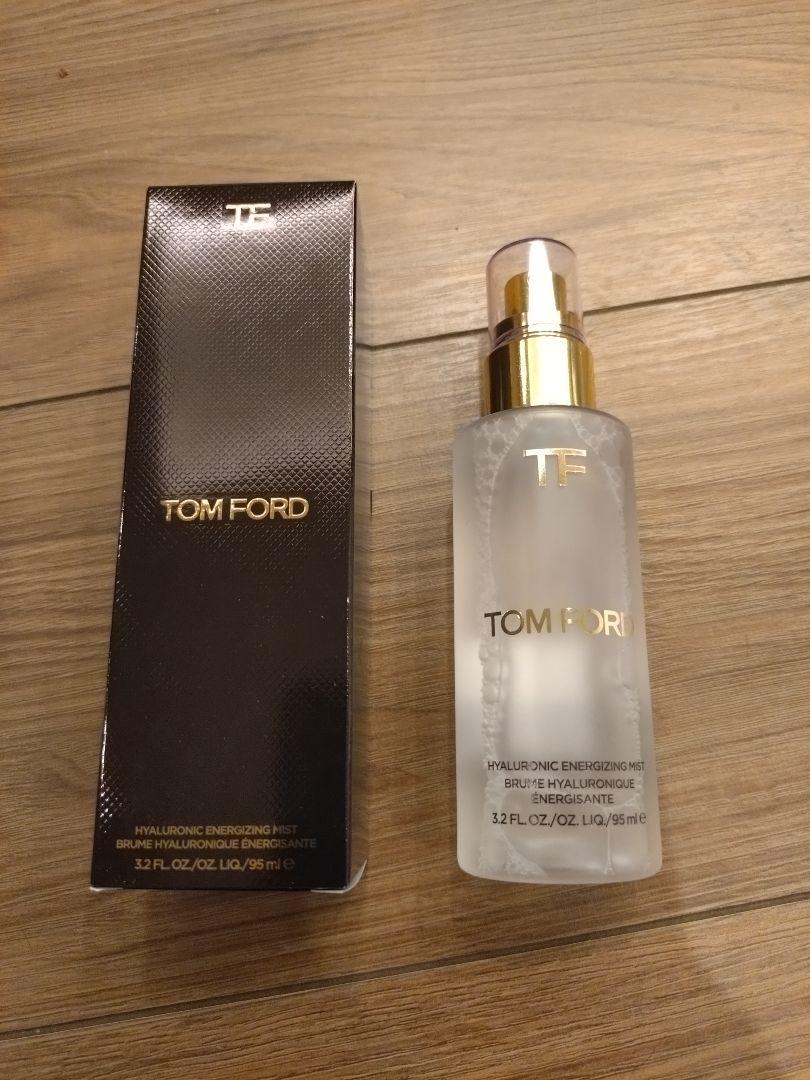 TF
TOM FORD
HYALURONIC ENERGIZING MIST
BRUME HYALURONIQUE ÉNERGISANTE
3.2 FL.OZ./OZ. LIQ./95 ml e
TF
TOM FORD
HYALURONIC ENERGIZING MIST
BRUME HYALURONIQUE
ÉNERGISANTE
3.2 FL.OZ./OZ. LIQ./95 ml e